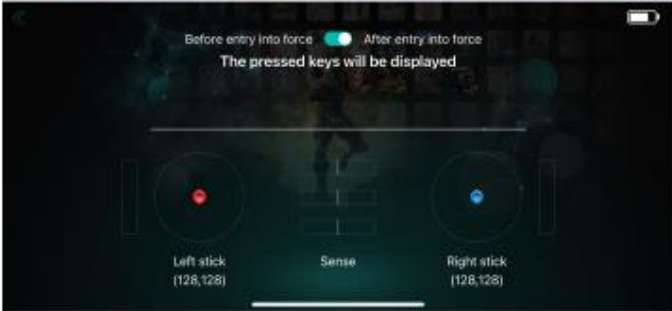 Before entry into force After entry into force
The pressed keys will be displayed
Left stick Sense Right stick
(128,128) (128,128)